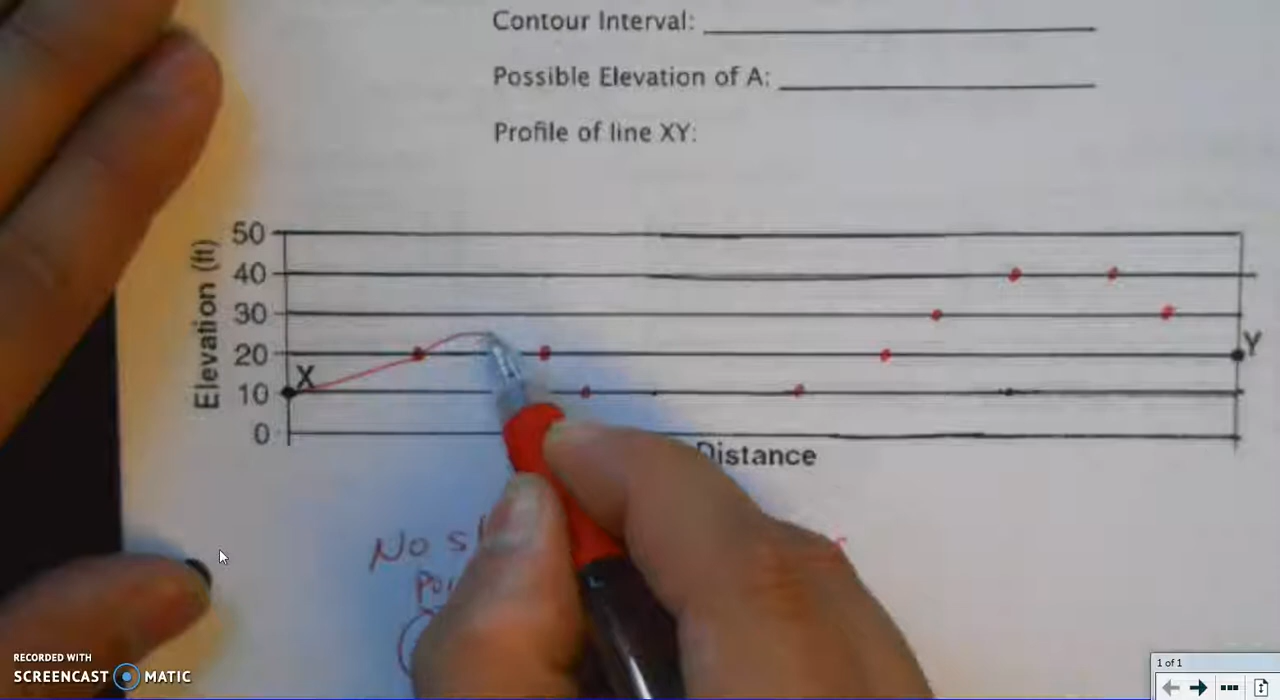 Contour Interval:
Possible Elevation of A:
Profile of line XY:
Elevation (ft)
50
40
30
20
10
0
X
Y
Distance
No
RECORDED WITH
SCREENCAST MATIC
1 of 1